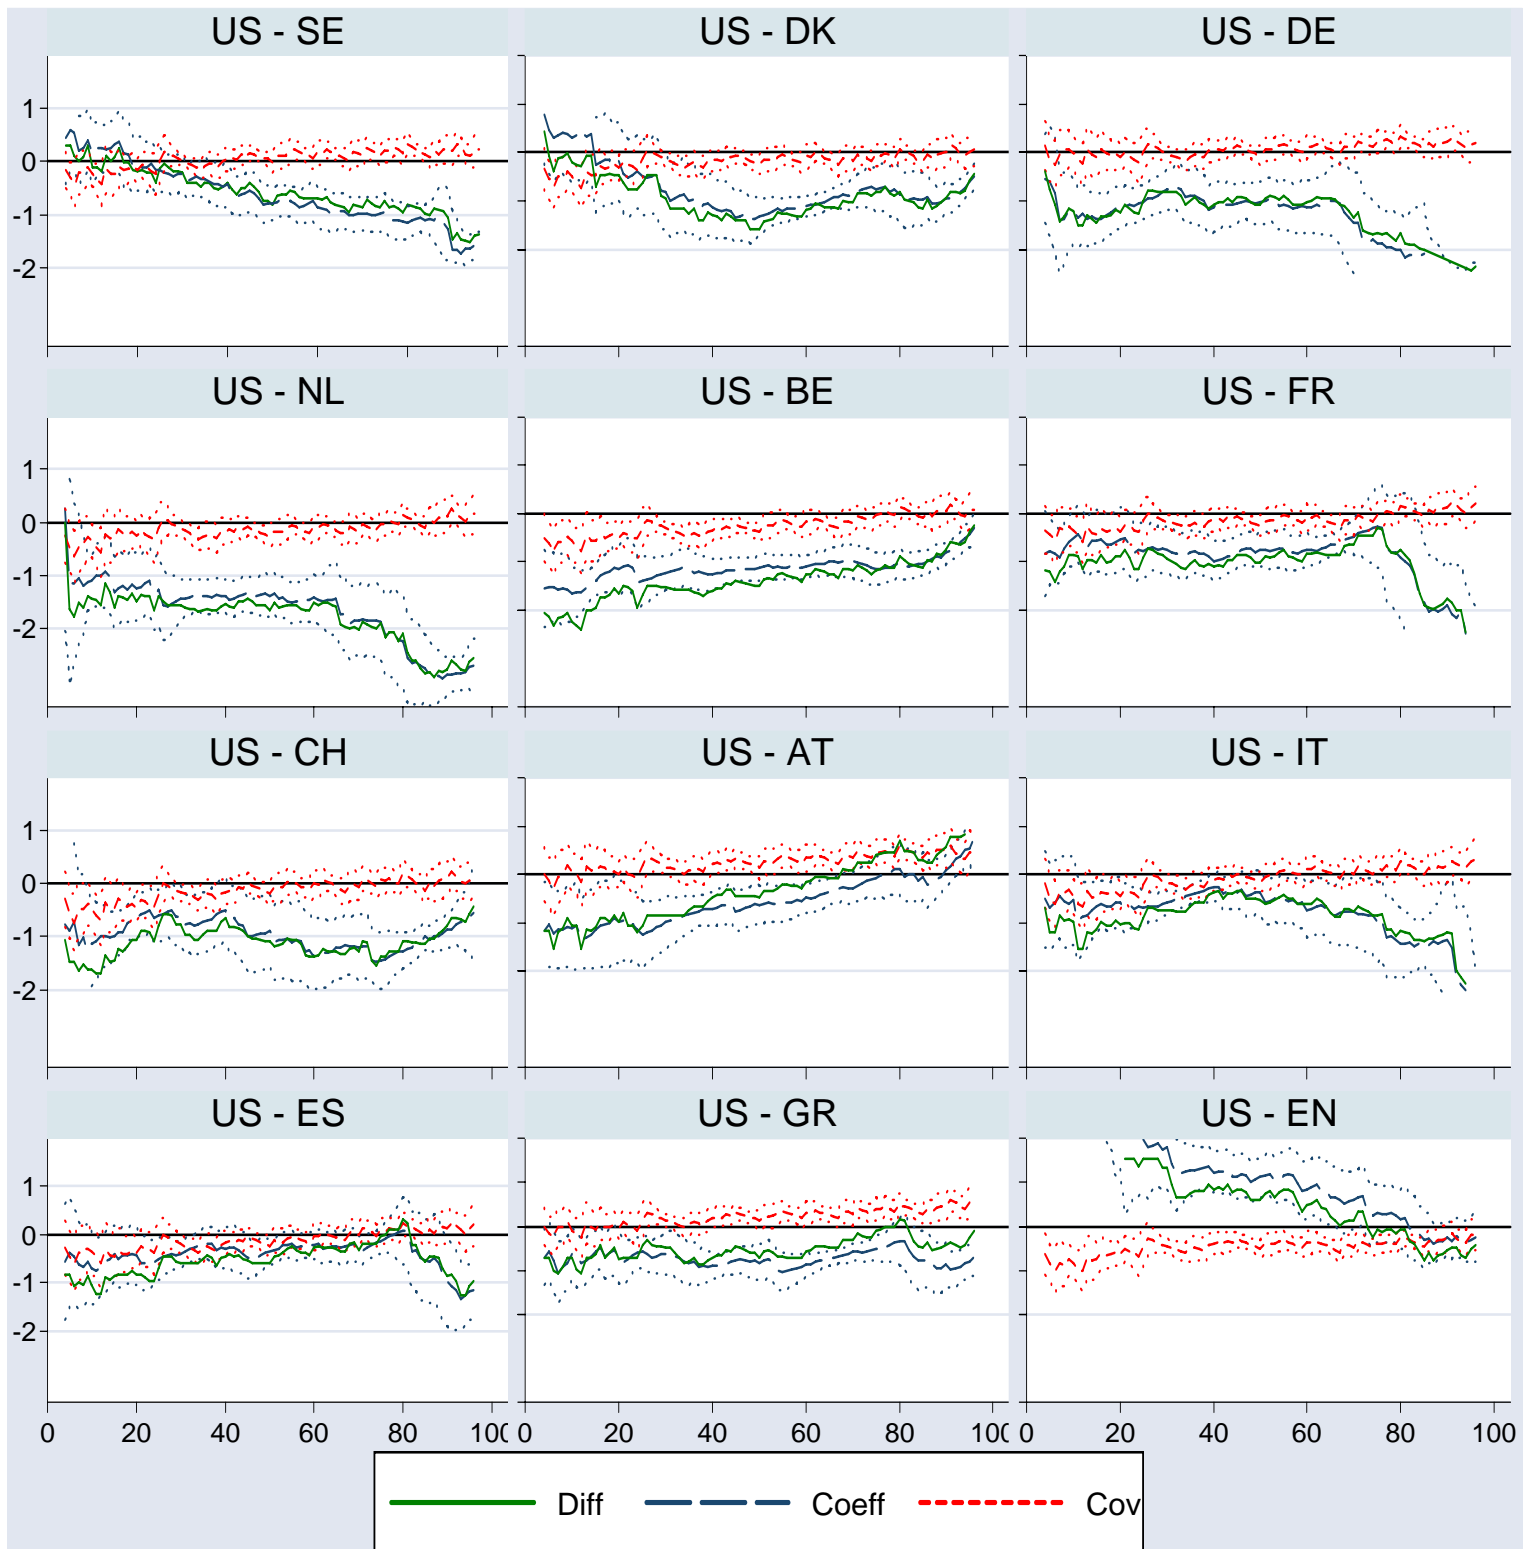 US - SE US - DK US - DE
1
0
-1
-2
US - NL US - BE US - FR
1
0
-1
-2
US - CH US - AT US - IT
1
0
-1
-2
US - ES US - GR US - EN
1
0
-1
-2
0 20 40 60 80 100 0 20 40 60 80 100 0 20 40 60 80 100
Diff Coeff Cov